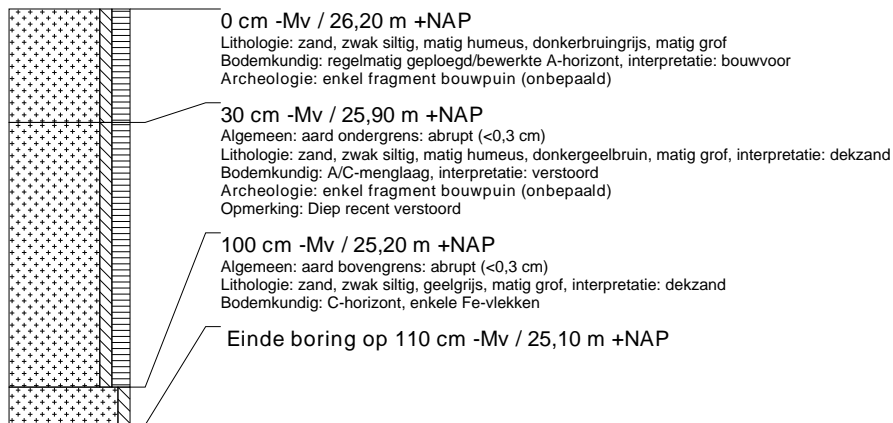 0 cm -Mv / 26,20 m +NAP
Lithologie: zand, zwak siltig, matig humeus, donkerbruingrijs, matig grof
Bodemkundig: regelmatig geploegd/bewerkte A-horizont, interpretatie: bouwvoor
Archeologie: enkel fragment bouwpuin (onbepaald)
30 cm -Mv / 25,90 m +NAP
Algemeen: aard ondergrens: abrupt (<0,3 cm)
Lithologie: zand, zwak siltig, matig humeus, donkergeelbruin, matig grof, interpretatie: dekzand
Bodemkundig: A/C-menglaag, interpretatie: verstoord
Archeologie: enkel fragment bouwpuin (onbepaald)
Opmerking: Diep recent verstoord
100 cm -Mv / 25,20 m +NAP
Algemeen: aard bovengrens: abrupt (<0,3 cm)
Lithologie: zand, zwak siltig, geelgrijs, matig grof, interpretatie: dekzand
Bodemkundig: C-horizont, enkele Fe-vlekken
Einde boring op 110 cm -Mv / 25,10 m +NAP